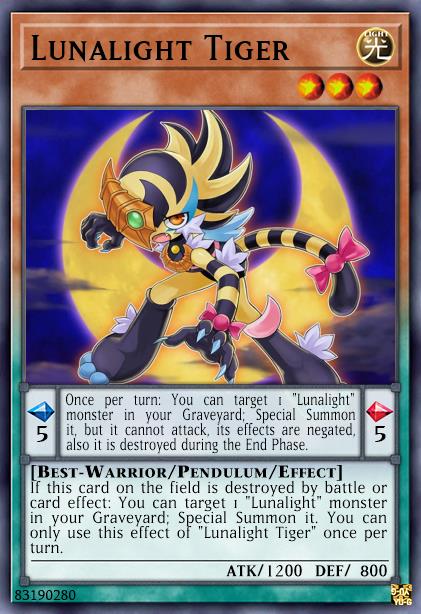 Lunalight Tiger
LIGHT
光
Once per turn: You can target 1 "Lunalight"
monster in your Graveyard; Special Summon
it, but it cannot attack, its effects are negated,
also it is destroyed during the End Phase.
5
5
[Best-Warrior/Pendulum/Effect]
If this card on the field is destroyed by battle or
card effect: You can target 1 "Lunalight" monster
in your Graveyard; Special Summon it. You can
only use this effect of "Lunalight Tiger" once per
turn.
ATK/1200 DEF/ 800
83190280